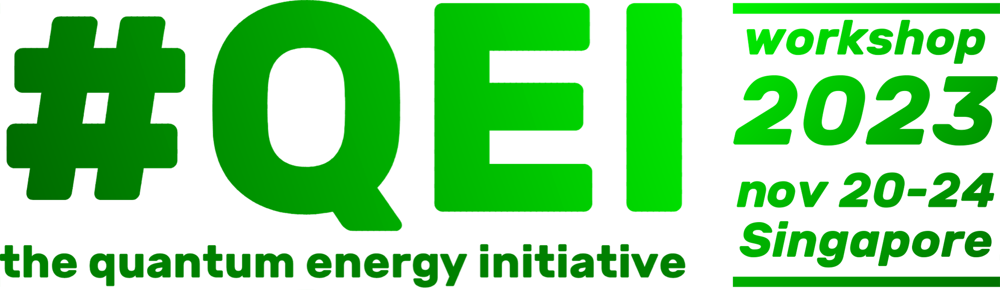 #QEI
the quantum energy initiative
workshop
2023
nov 20-24
Singapore